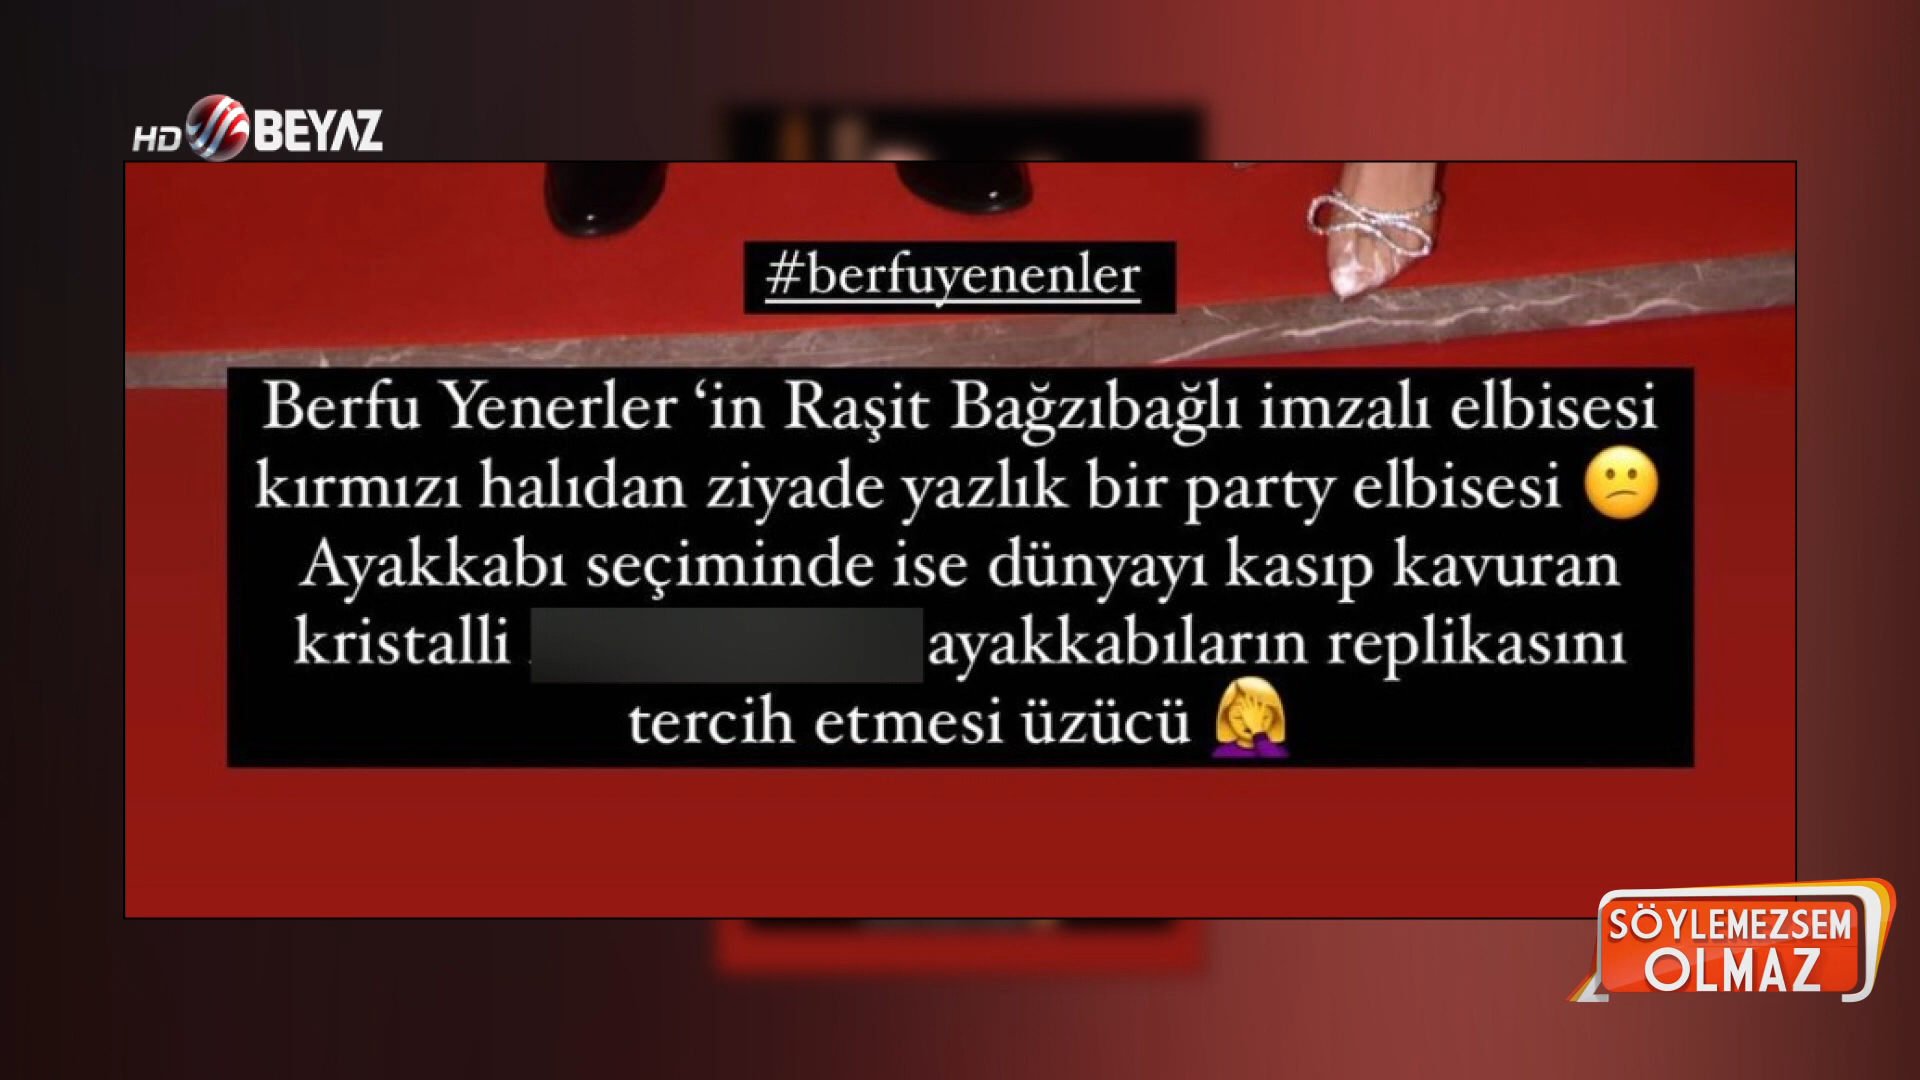 HD BEYAZ
#berfuyenenler
Berfu Yenerler ‘in Raşit Bağzıbağlı imzalı elbisesi
kırmızı halıdan ziyade yazlık bir party elbisesi 😕
Ayakkabı seçiminde ise dünyayı kasıp kavuran
kristalli ayakkabıların replikasını
tercih etmesi üzücü 🤦‍♀️
SÖYLEMEZSEM
OLMAZ